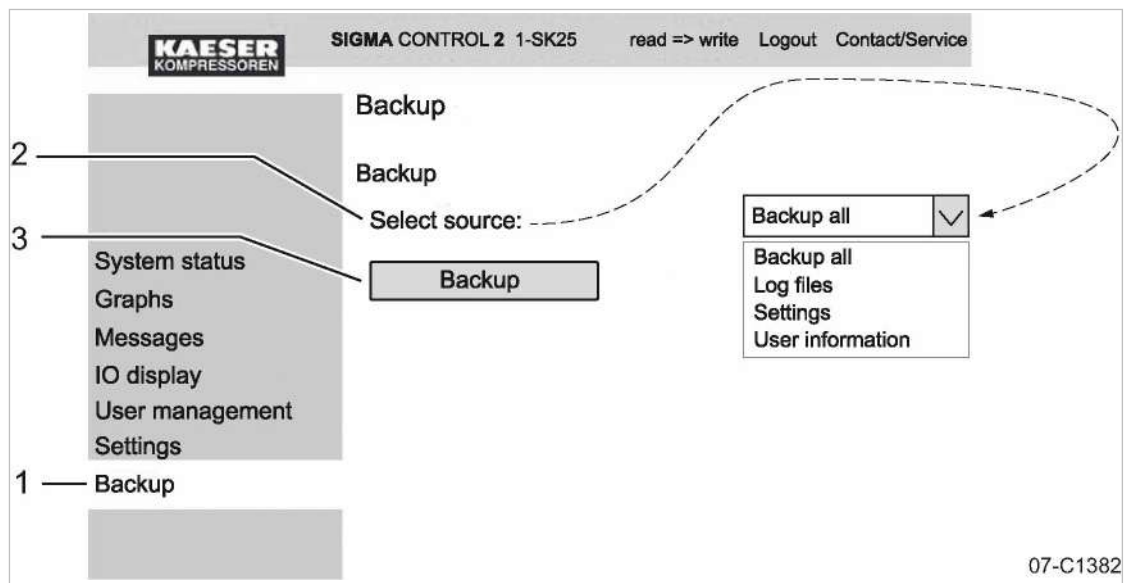 KAESER
KOMPRESSOREN
SIGMA CONTROL 2 1-SK25 read => write Logout Contact/Service
Backup
2
Backup
Select source:
Backup all
3
Backup
Backup all
Log files
Settings
User information
System status
Graphs
Messages
IO display
User management
Settings
1
Backup
07-C1382